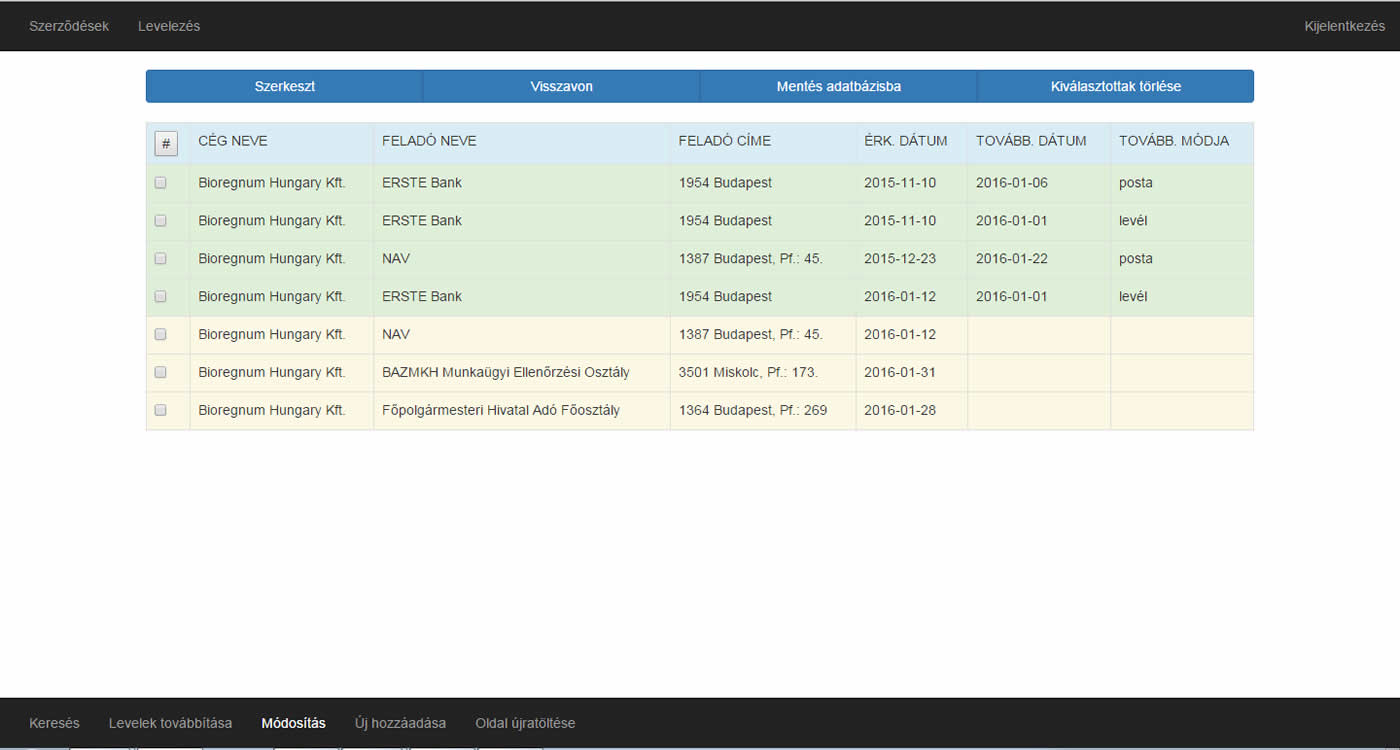 Szerződések Levelezés Kijelentkezés
Szerkeszt Visszavon Mentés adatbázisba Kiválasztottak törlése
# CÉG NEVE FELADÓ NEVE FELADÓ CÍME ÉRK. DÁTUM TOVÁBB. DÁTUM TOVÁBB. MÓDJA
Bioregnum Hungary Kft. ERSTE Bank 1954 Budapest 2015-11-10 2016-01-06 posta
Bioregnum Hungary Kft. ERSTE Bank 1954 Budapest 2015-11-10 2016-01-01 levél
Bioregnum Hungary Kft. NAV 1387 Budapest, Pf.: 45. 2015-12-23 2016-01-22 posta
Bioregnum Hungary Kft. ERSTE Bank 1954 Budapest 2016-01-12 2016-01-01 levél
Bioregnum Hungary Kft. NAV 1387 Budapest, Pf.: 45. 2016-01-12
Bioregnum Hungary Kft. BAZMKH Munkaügyi Ellenőrzési Osztály 3501 Miskolc, Pf.: 173. 2016-01-31
Bioregnum Hungary Kft. Főpolgármesteri Hivatal Adó Főosztály 1364 Budapest, Pf.: 269 2016-01-28
Keresés Levelek továbbítása Módosítás Új hozzáadása Oldal újratöltése